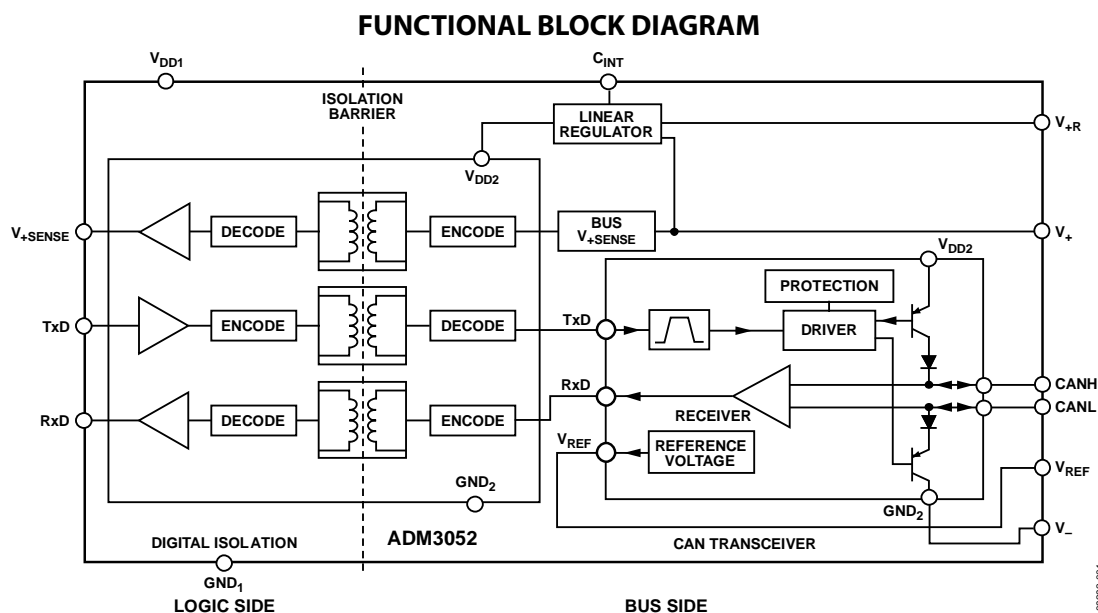 FUNCTIONAL BLOCK DIAGRAM
VDD1
CINT
ISOLATION
BARRIER
LINEAR
REGULATOR
V+R
VDD2
V+SENSE
DECODE
ENCODE
BUS
V+SENSE
V+
VDD2
PROTECTION
TxD
ENCODE
DECODE
TxD
DRIVER
CANH
RxD
DECODE
ENCODE
RxD
RECEIVER
CANL
VREF
REFERENCE
VOLTAGE
VREF
GND2
GND2
DIGITAL ISOLATION
ADM3052
CAN TRANSCEIVER
V–
GND1
LOGIC SIDE
BUS SIDE